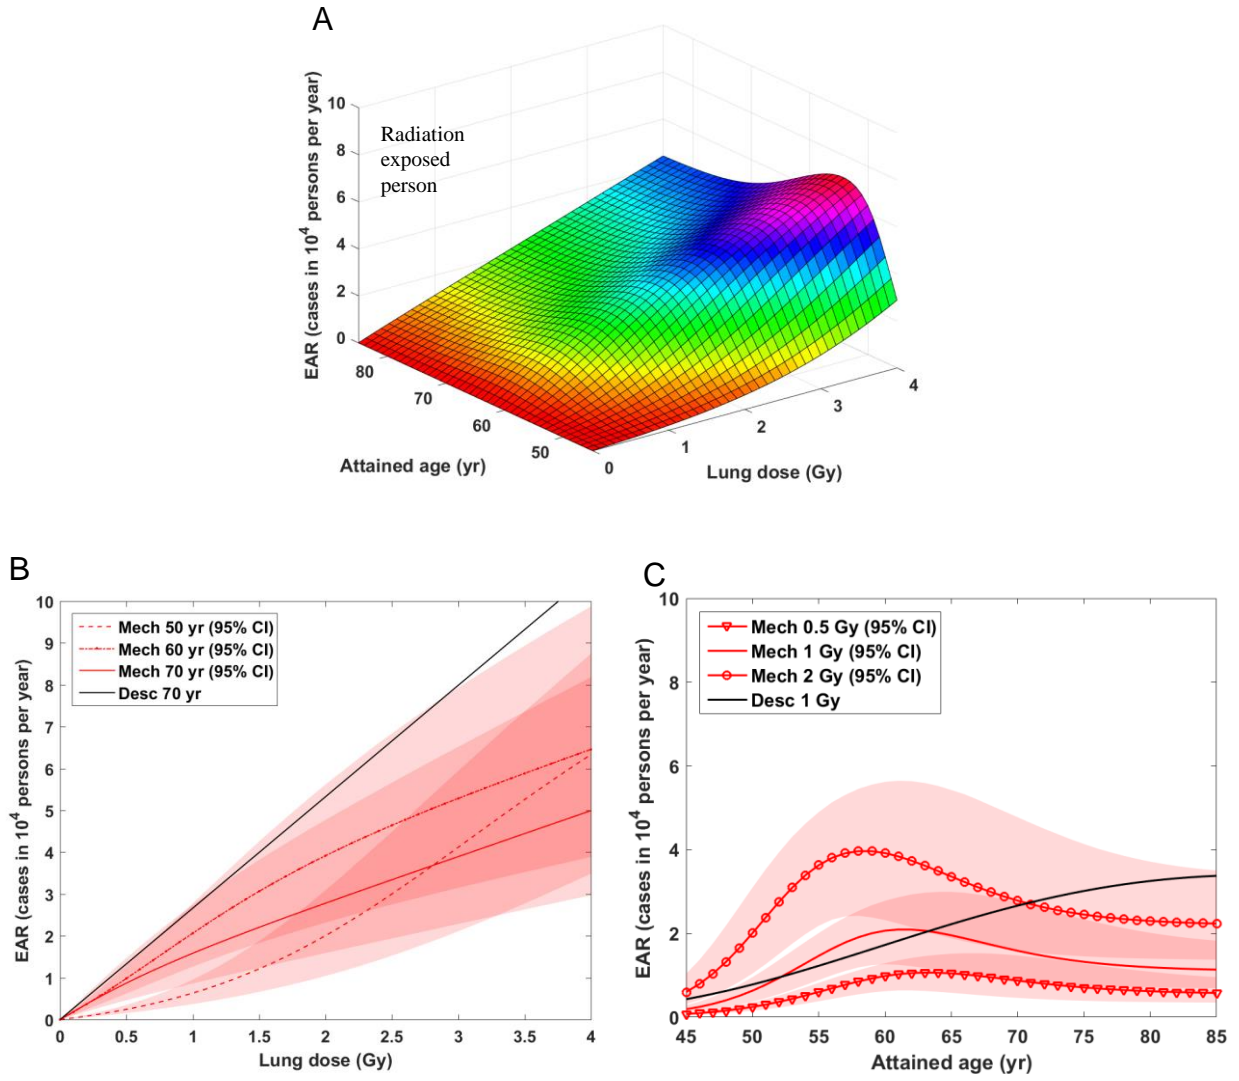 A
EAR (cases in 10⁴ persons per year)
10
8
6
4
2
0
Radiation
exposed
person
80
70
60
50
Attained age (yr)
0
1
2
3
4
Lung dose (Gy)
B
EAR (cases in 10⁴ persons per year)
10
9
8
7
6
5
4
3
2
1
0
Mech 50 yr (95% CI)
Mech 60 yr (95% CI)
Mech 70 yr (95% CI)
Desc 70 yr
0 0.5 1 1.5 2 2.5 3 3.5 4
Lung dose (Gy)
C
EAR (cases in 10⁴ persons per year)
10
8
6
4
2
0
Mech 0.5 Gy (95% CI)
Mech 1 Gy (95% CI)
Mech 2 Gy (95% CI)
Desc 1 Gy
45 50 55 60 65 70 75 80 85
Attained age (yr)